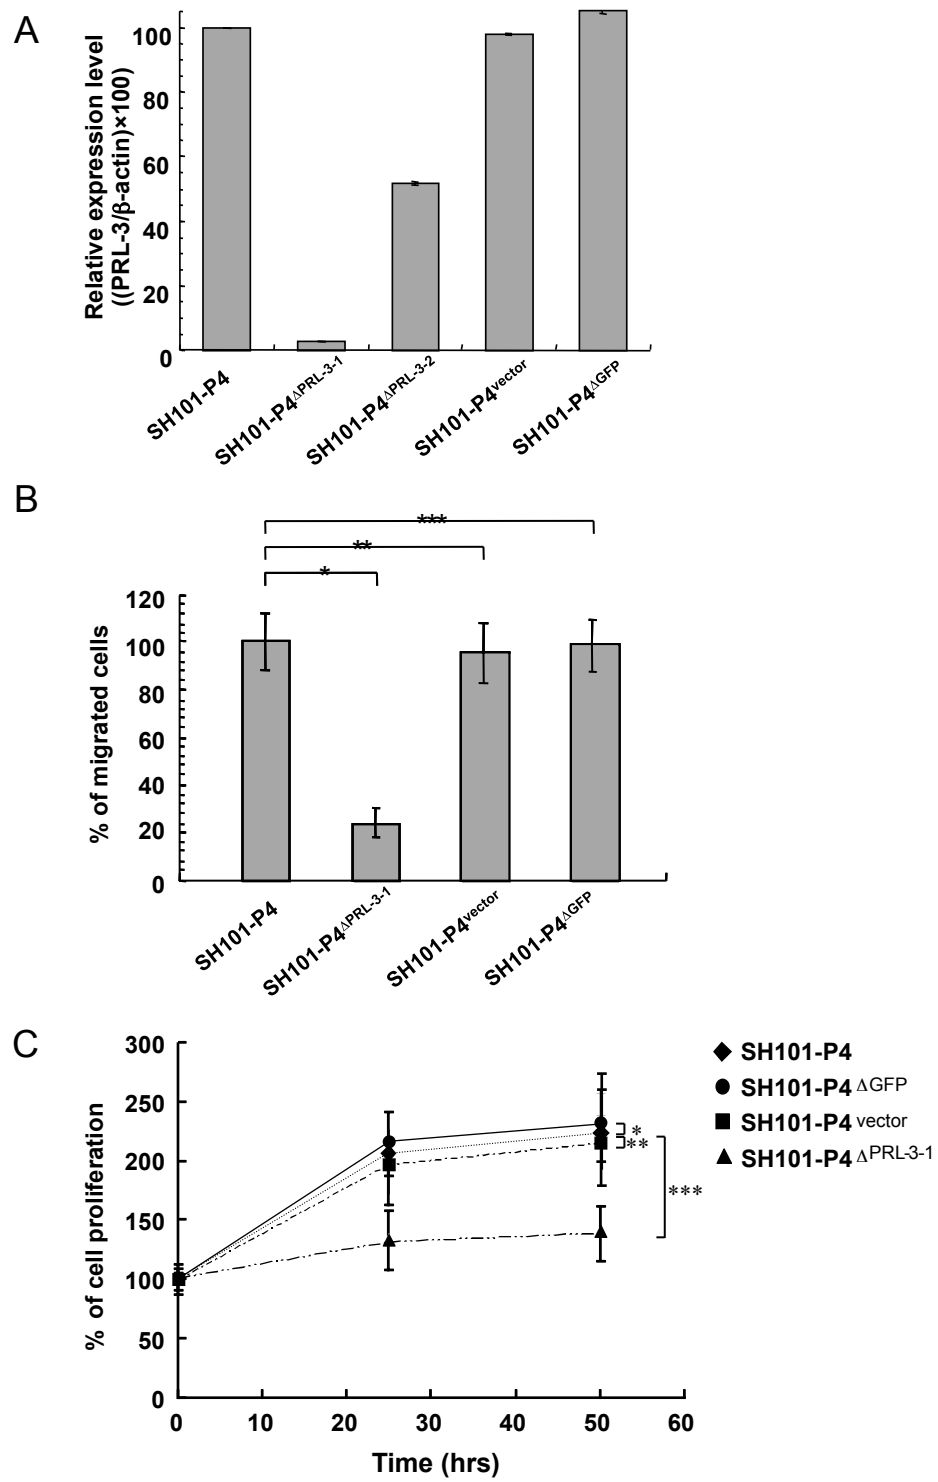 A
Relative expression level
((PRL-3/β-actin)×100)
100
80
60
40
20
0
SH101-P4
SH101-P4ΔPRL-3-1
SH101-P4ΔPRL-3-2
SH101-P4vector
SH101-P4ΔGFP
B
***
**
*
% of migrated cells
120
100
80
60
40
20
0
SH101-P4
SH101-P4ΔPRL-3-1
SH101-P4vector
SH101-P4ΔGFP
C
% of cell proliferation
300
250
200
150
100
50
0
0 10 20 30 40 50 60
Time (hrs)
*
**
***
SH101-P4
SH101-P4 ΔGFP
SH101-P4 vector
SH101-P4 ΔPRL-3-1